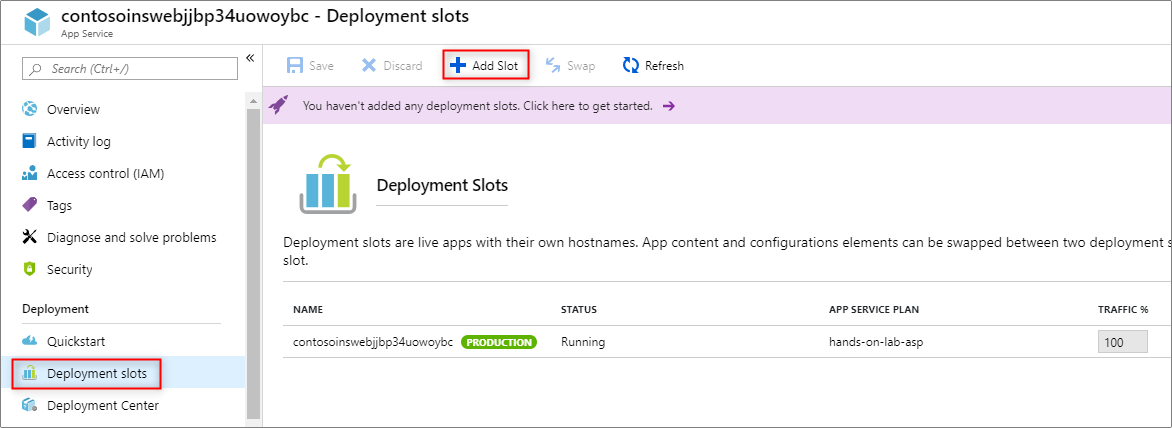 contosoinswebjjbp34uowoybc - Deployment slots
App Service
Search (Ctrl+/)
«
Overview
Activity log
Access control (IAM)
Tags
Diagnose and solve problems
Security
Deployment
Quickstart
Deployment slots
Deployment Center
Save Discard Add Slot Swap Refresh
You haven't added any deployment slots. Click here to get started.
Deployment Slots
Deployment slots are live apps with their own hostnames. App content and configurations elements can be swapped between two deployment s
slot.
NAME STATUS APP SERVICE PLAN TRAFFIC %
contosoinswebjjbp34uowoybc PRODUCTION Running hands-on-lab-asp 100